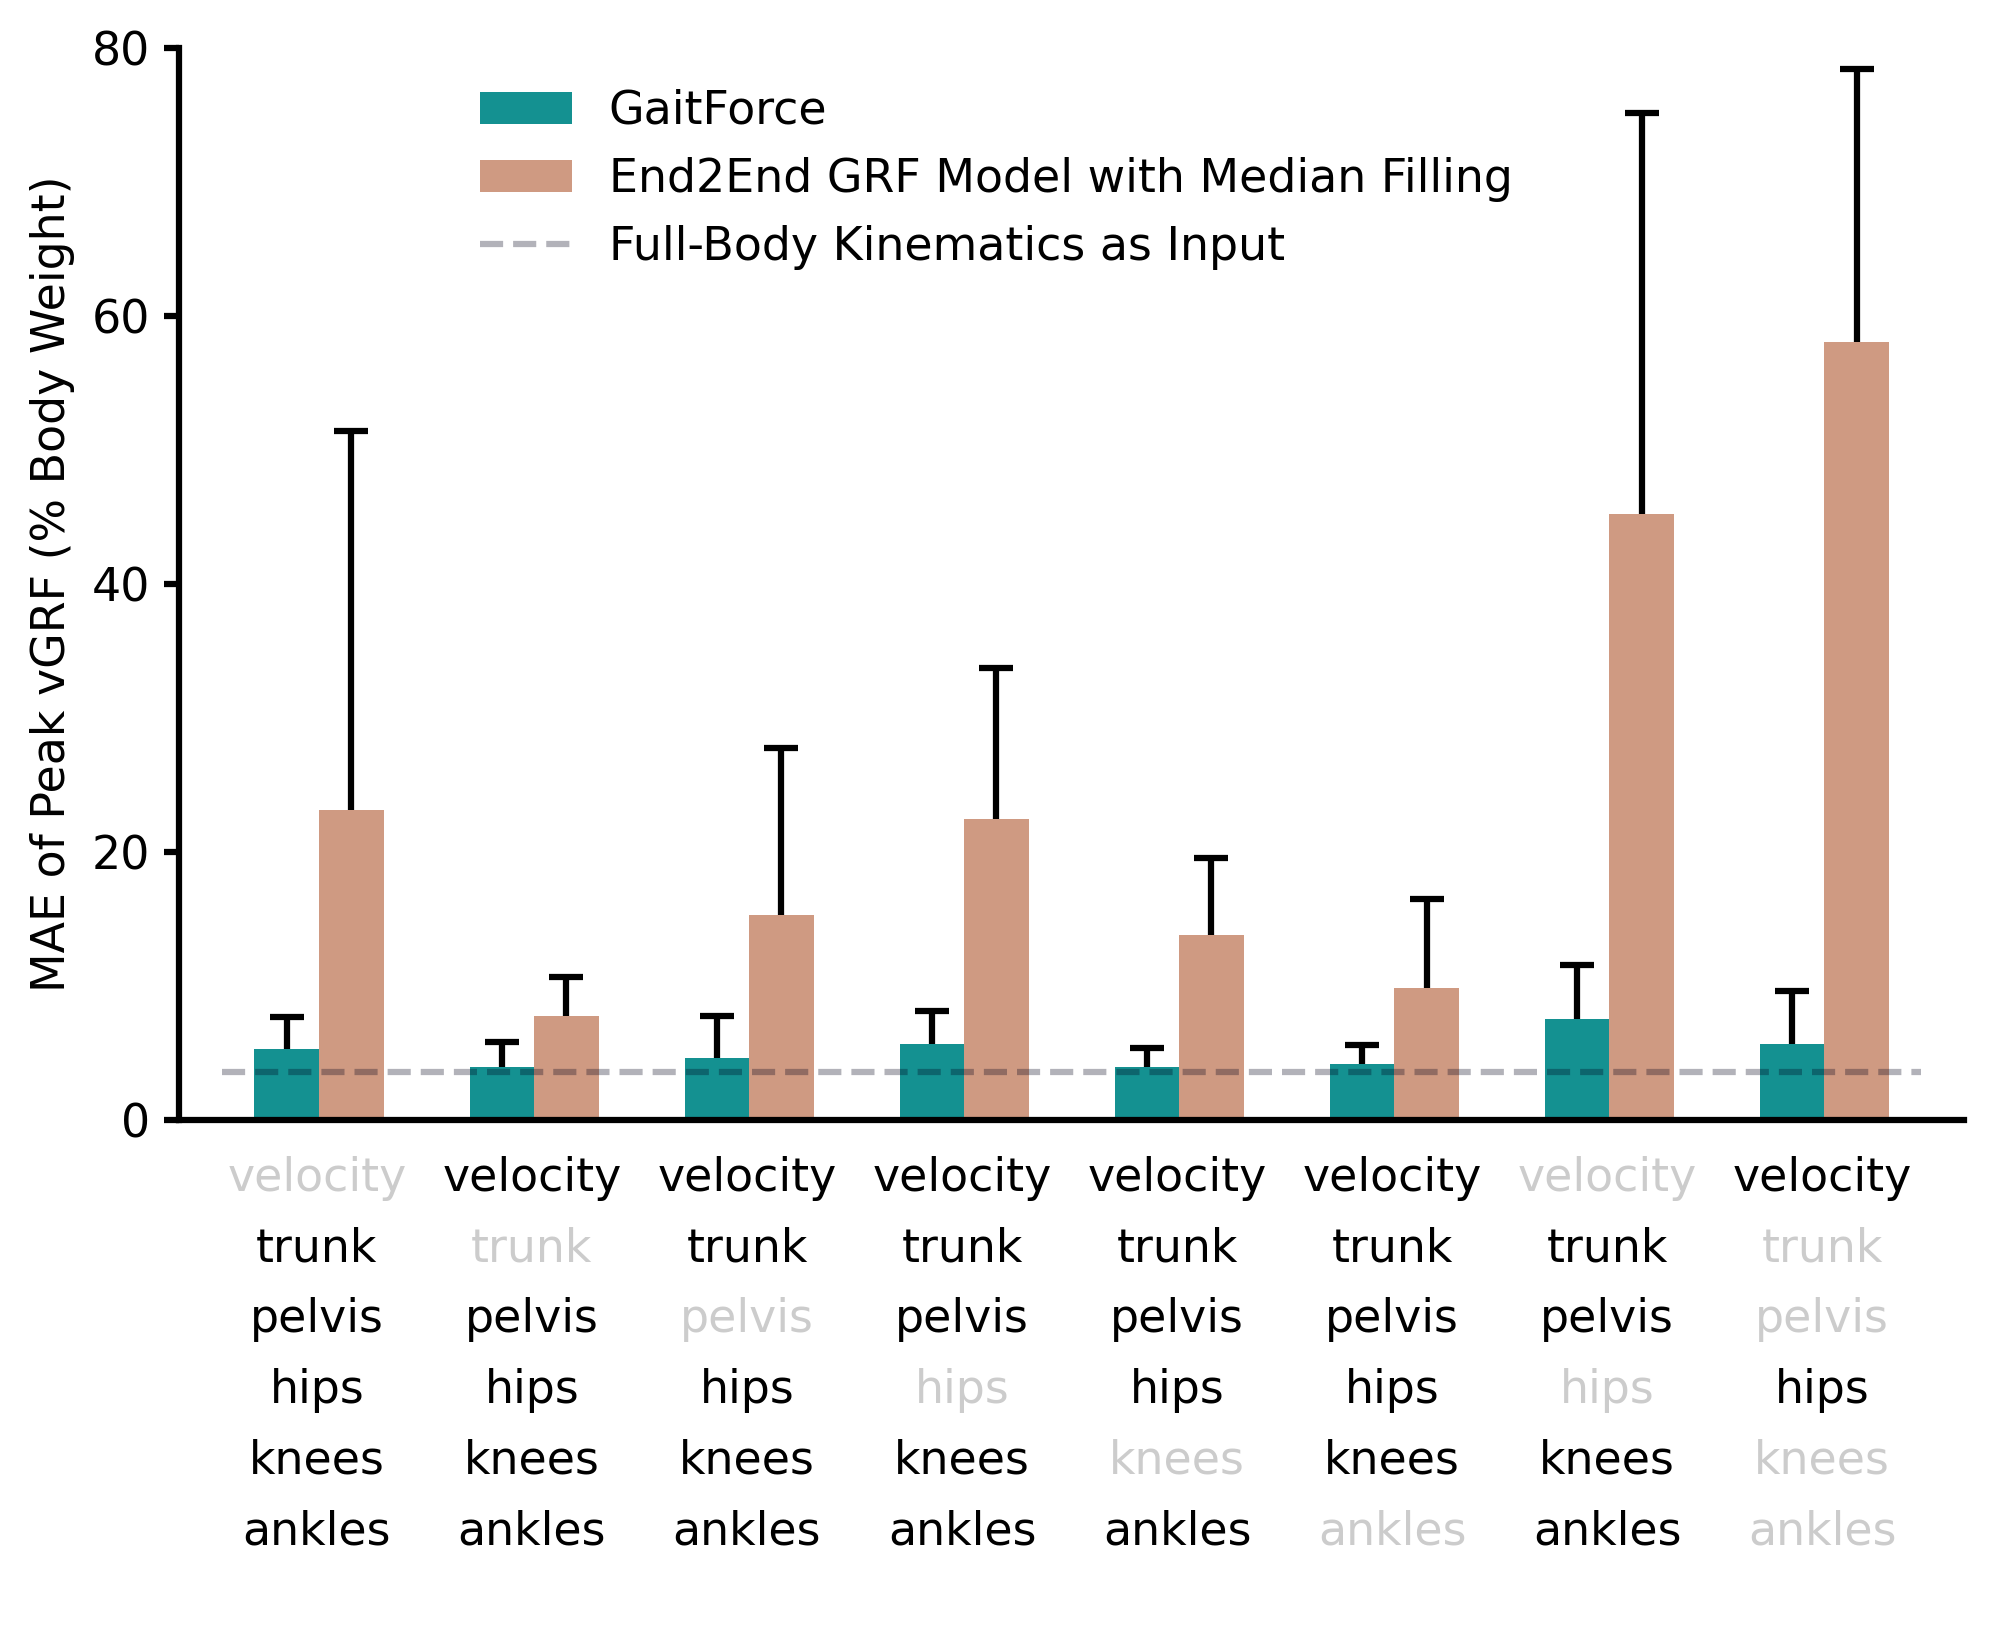 80
60
40
20
0
MAE of Peak vGRF (% Body Weight)
GaitForce
End2End GRF Model with Median Filling
Full-Body Kinematics as Input
velocity velocity velocity velocity velocity velocity velocity velocity
trunk trunk trunk trunk trunk trunk trunk trunk
pelvis pelvis pelvis pelvis pelvis pelvis pelvis pelvis
hips hips hips hips hips hips hips hips
knees knees knees knees knees knees knees knees
ankles ankles ankles ankles ankles ankles ankles ankles